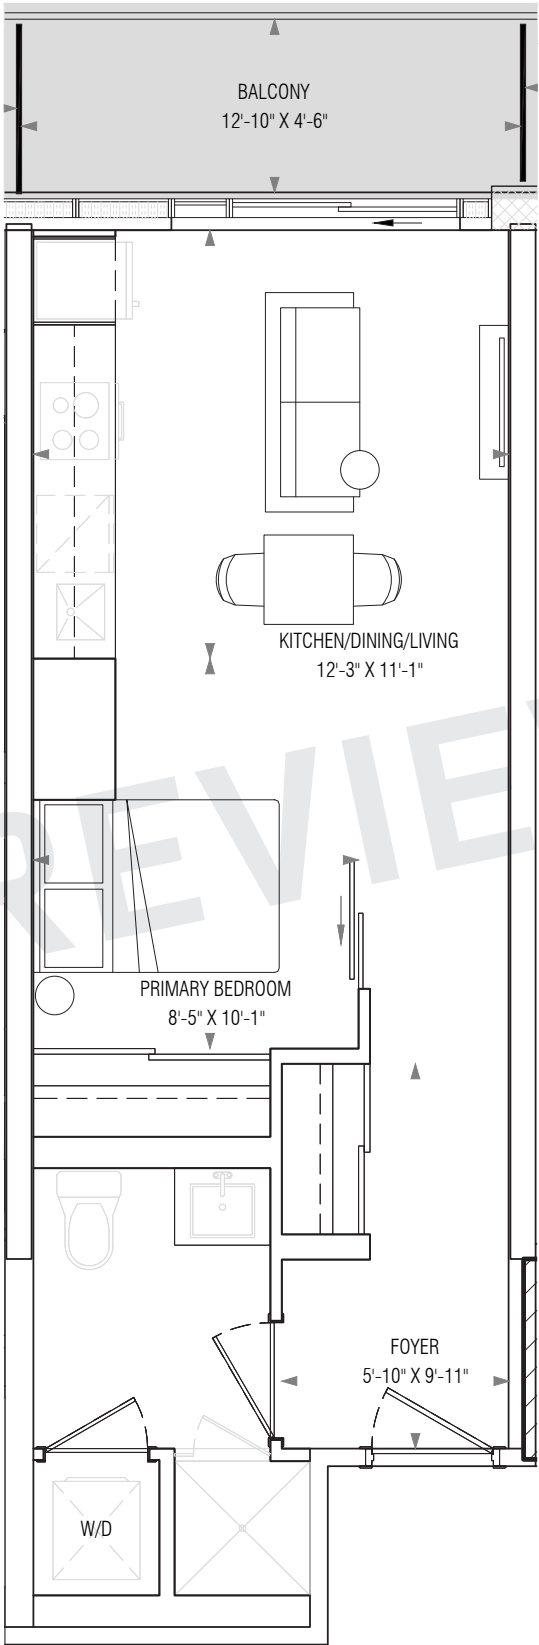 BALCONY
12'-10" X 4'-6"
KITCHEN/DINING/LIVING
12'-3" X 11'-1"
REVIE
PRIMARY BEDROOM
8'-5" X 10'-1"
FOYER
5'-10" X 9'-11"
W/D